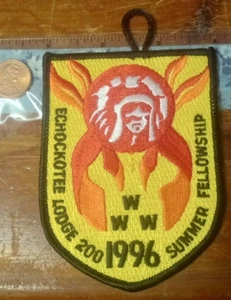 ECHOCKOTEE LODGE 200
W
W W
1996
SUMMER FELLOWSHIP